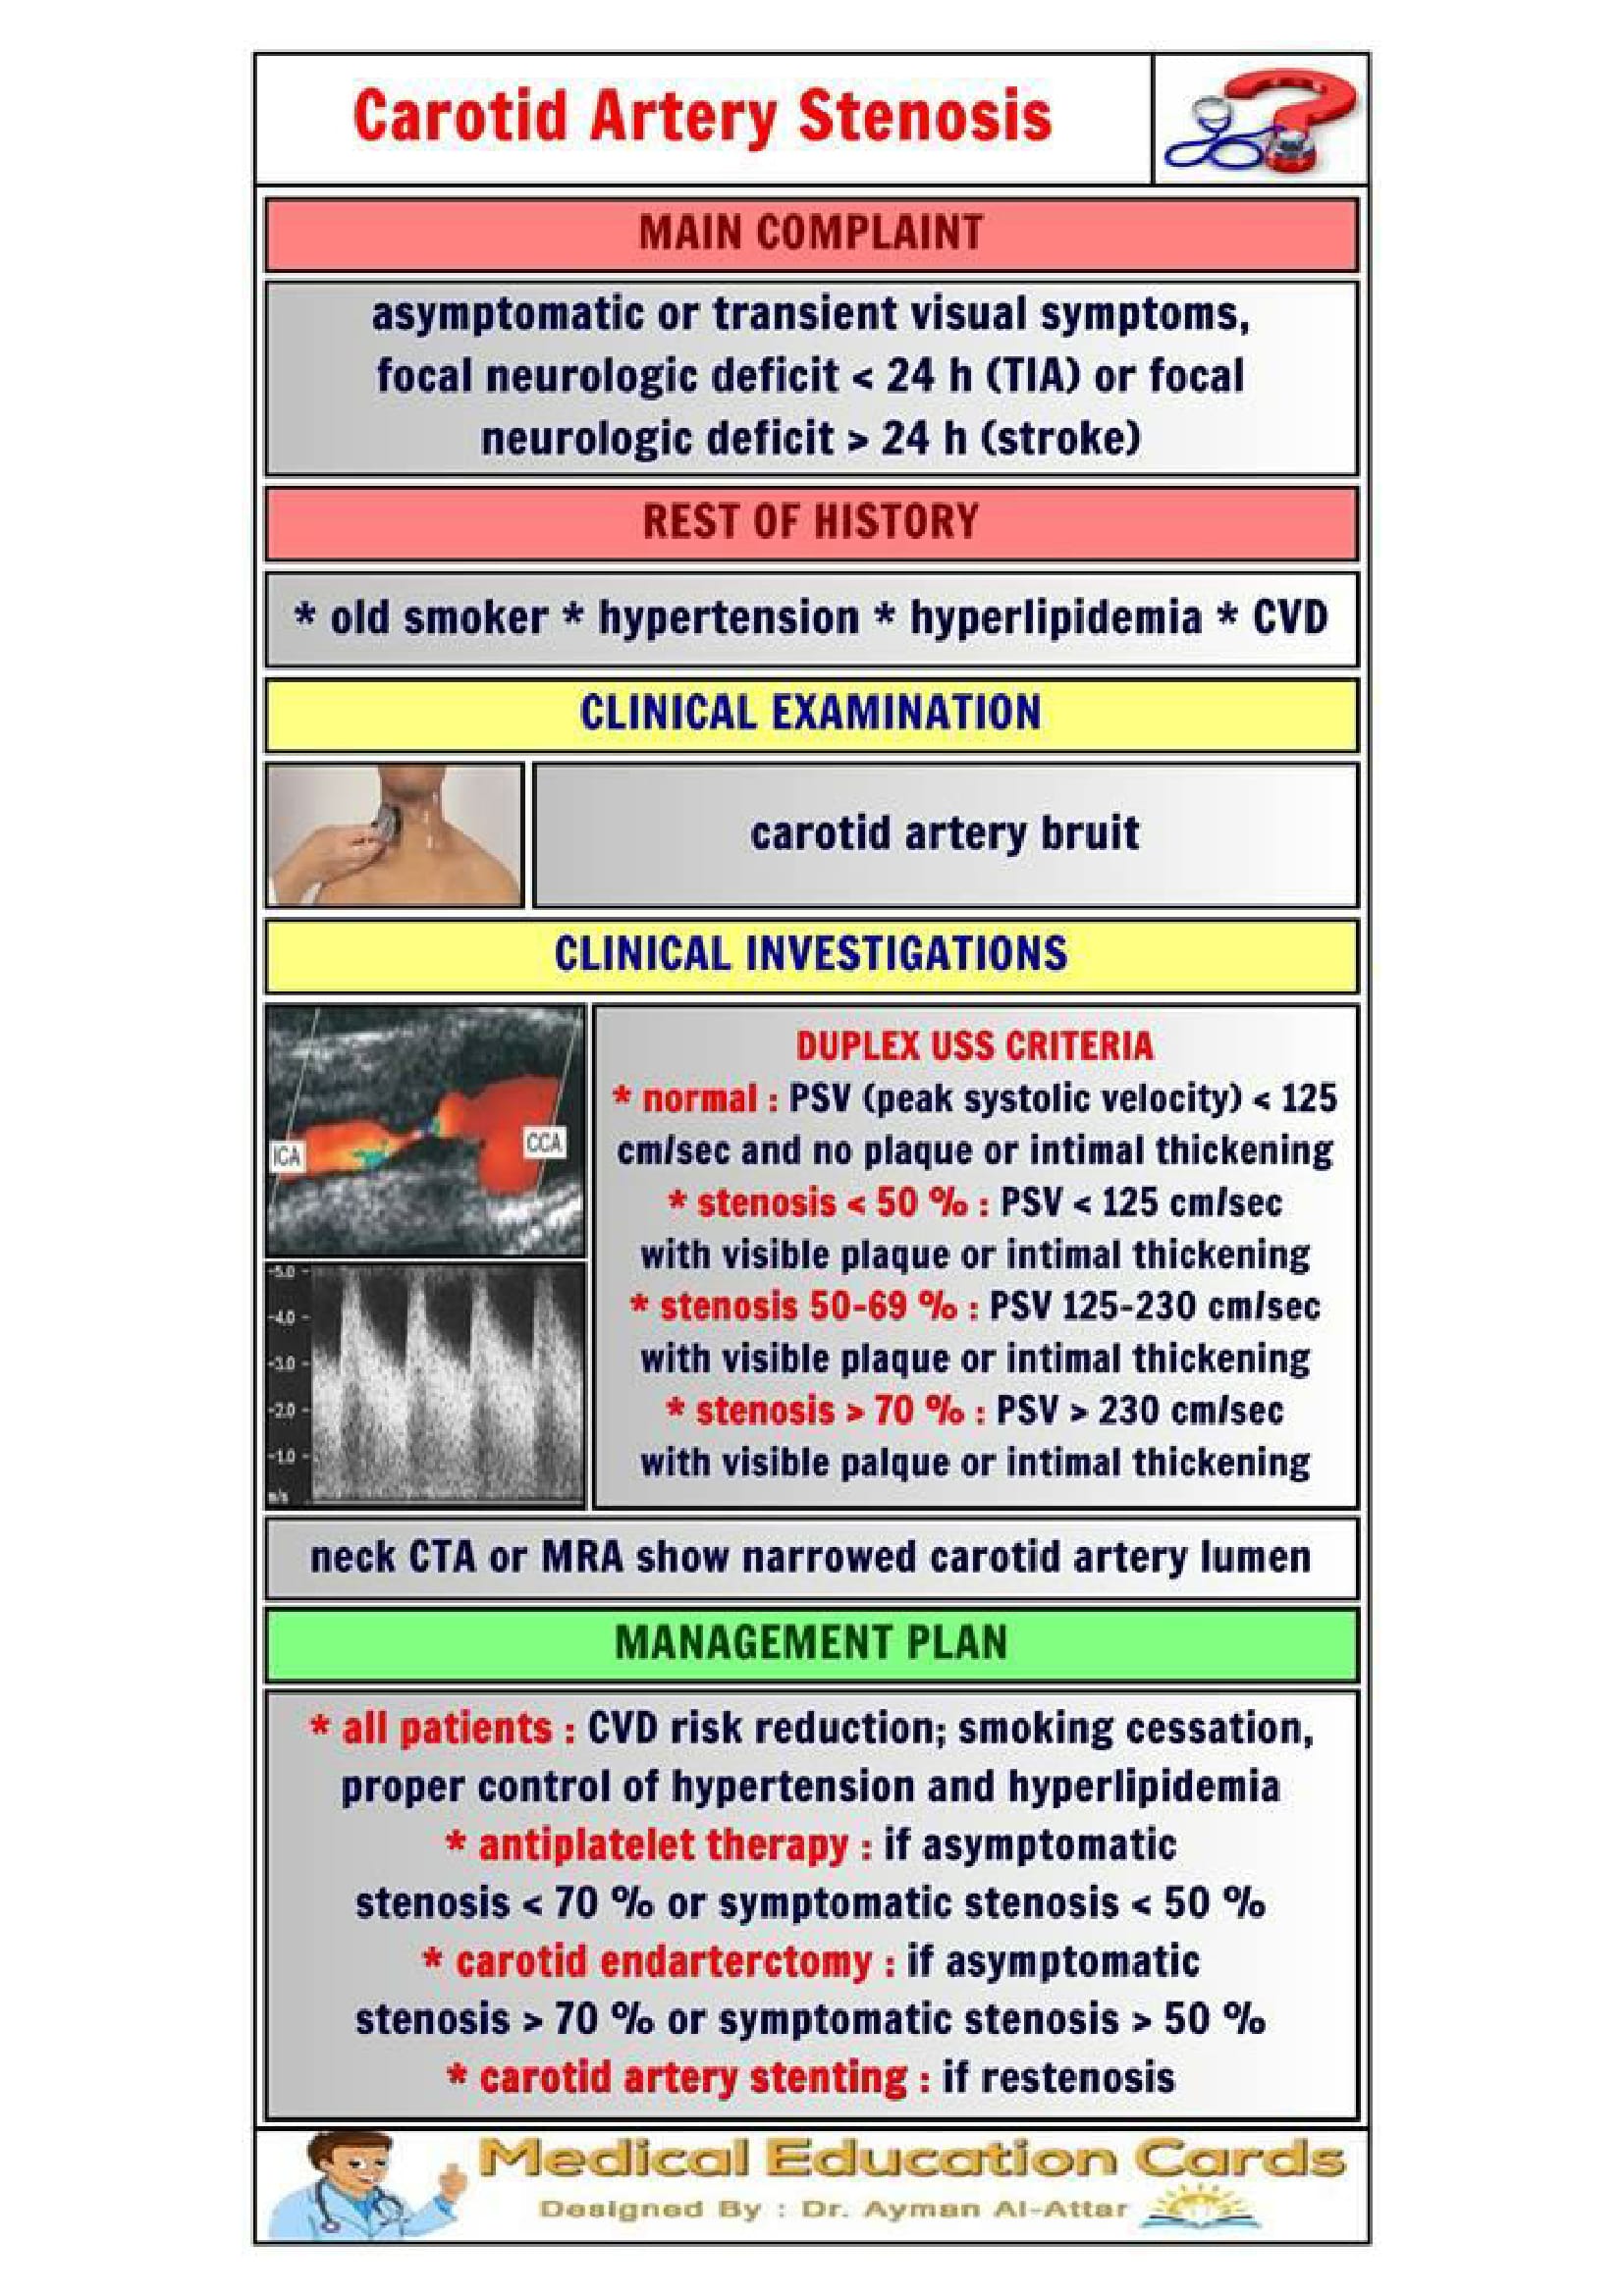 Carotid Artery Stenosis
MAIN COMPLAINT
asymptomatic or transient visual symptoms,
focal neurologic deficit < 24 h (TIA) or focal
neurologic deficit > 24 h (stroke)
REST OF HISTORY
* old smoker * hypertension * hyperlipidemia * CVD
CLINICAL EXAMINATION
carotid artery bruit
CLINICAL INVESTIGATIONS
ICA
CCA
-5.0
-4.0
-3.0
-2.0
-1.0
m/s
DUPLEX USS CRITERIA
* normal : PSV (peak systolic velocity) < 125
cm/sec and no plaque or intimal thickening
* stenosis < 50 % : PSV < 125 cm/sec
with visible plaque or intimal thickening
* stenosis 50-69 % : PSV 125-230 cm/sec
with visible plaque or intimal thickening
* stenosis > 70 % : PSV > 230 cm/sec
with visible palque or intimal thickening
neck CTA or MRA show narrowed carotid artery lumen
MANAGEMENT PLAN
* all patients : CVD risk reduction; smoking cessation,
proper control of hypertension and hyperlipidemia
* antiplatelet therapy : if asymptomatic
stenosis < 70 % or symptomatic stenosis < 50 %
* carotid endarterctomy : if asymptomatic
stenosis > 70 % or symptomatic stenosis > 50 %
* carotid artery stenting : if restenosis
Medical Education Cards
Designed By : Dr. Ayman Al-Attar